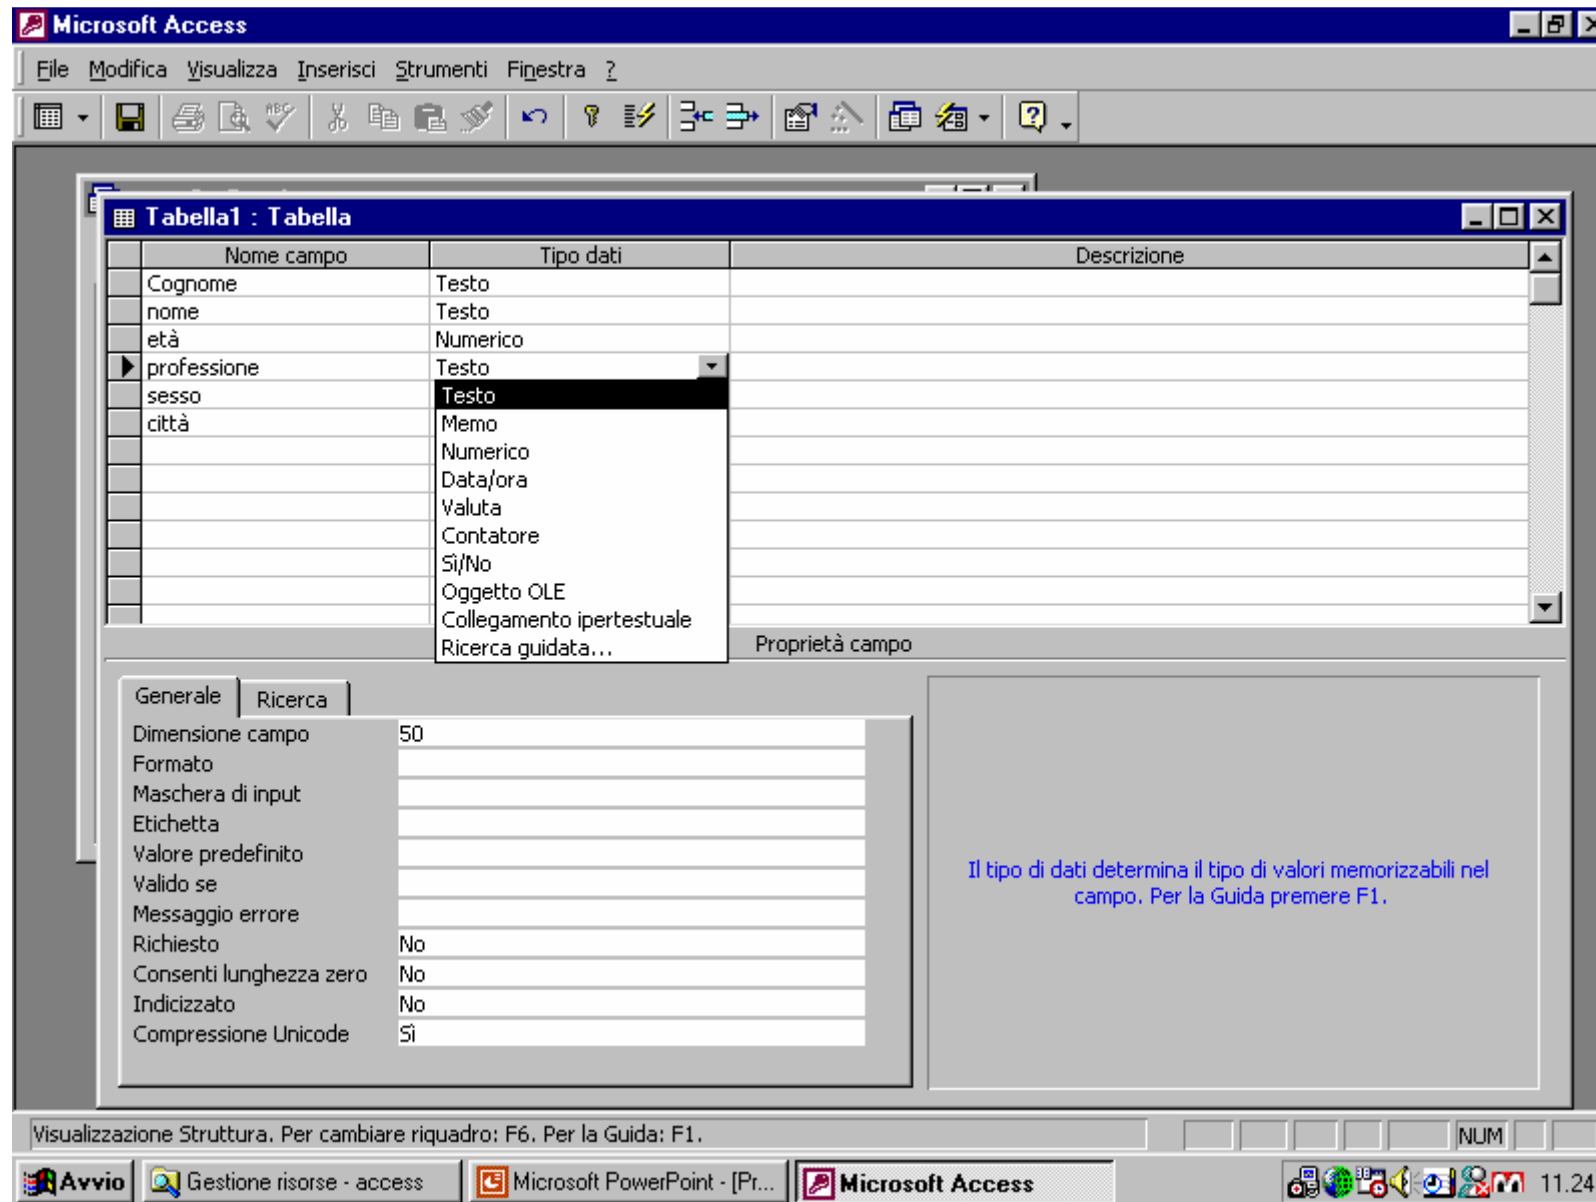 Microsoft Access
File Modifica Visualizza Inserisci Strumenti Finestra ?
Tabella1 : Tabella
Nome campo Tipo dati Descrizione
Cognome Testo
nome Testo
età Numerico
professione Testo
sesso Testo
città Memo
Numerico
Data/ora
Valuta
Contatore
Sì/No
Oggetto OLE
Collegamento ipertestuale
Ricerca guidata...
Proprietà campo
Generale Ricerca
Dimensione campo 50
Formato
Maschera di input
Etichetta
Valore predefinito
Valido se
Messaggio errore
Richiesto No
Consenti lunghezza zero No
Indicizzato No
Compressione Unicode Sì
Il tipo di dati determina il tipo di valori memorizzabili nel
campo. Per la Guida premere F1.
Visualizzazione Struttura. Per cambiare riquadro: F6. Per la Guida: F1.
NUM
Avvio Gestione risorse - access Microsoft PowerPoint - [Pr... Microsoft Access 11.24